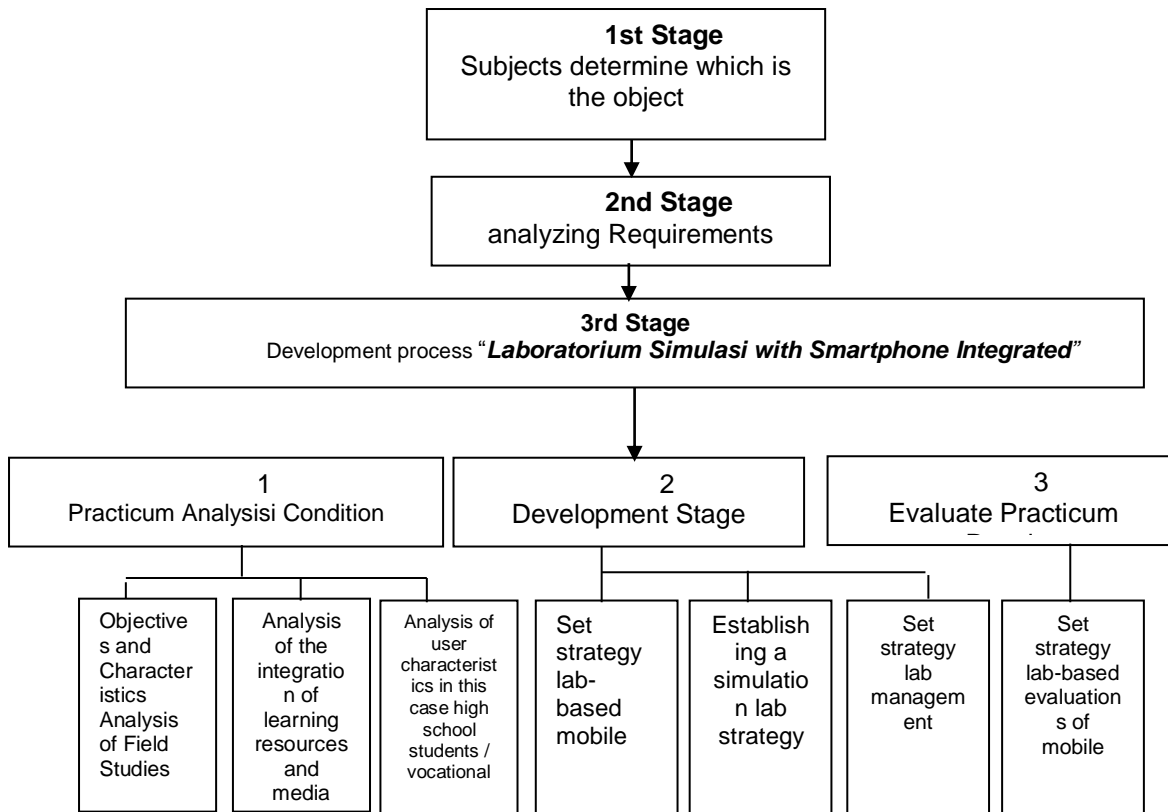 1st Stage
Subjects determine which is
the object
2nd Stage
analyzing Requirements
3rd Stage
Development process “Laboratorium Simulasi with Smartphone Integrated”
1
Practicum Analysisi Condition
2
Development Stage
3
Evaluate Practicum
Objective
s and
Character
istics
Analysis
of Field
Studies
Analysis
of the
integratio
n of
learning
resources
and
media
Analysis of
user
characterist
ics in this
case high
school
students /
vocational
Set
strategy
lab-
based
mobile
Establish
ing a
simulatio
n lab
strategy
Set
strategy
lab
managem
ent
Set
strategy
lab-based
evaluation
s of
mobile